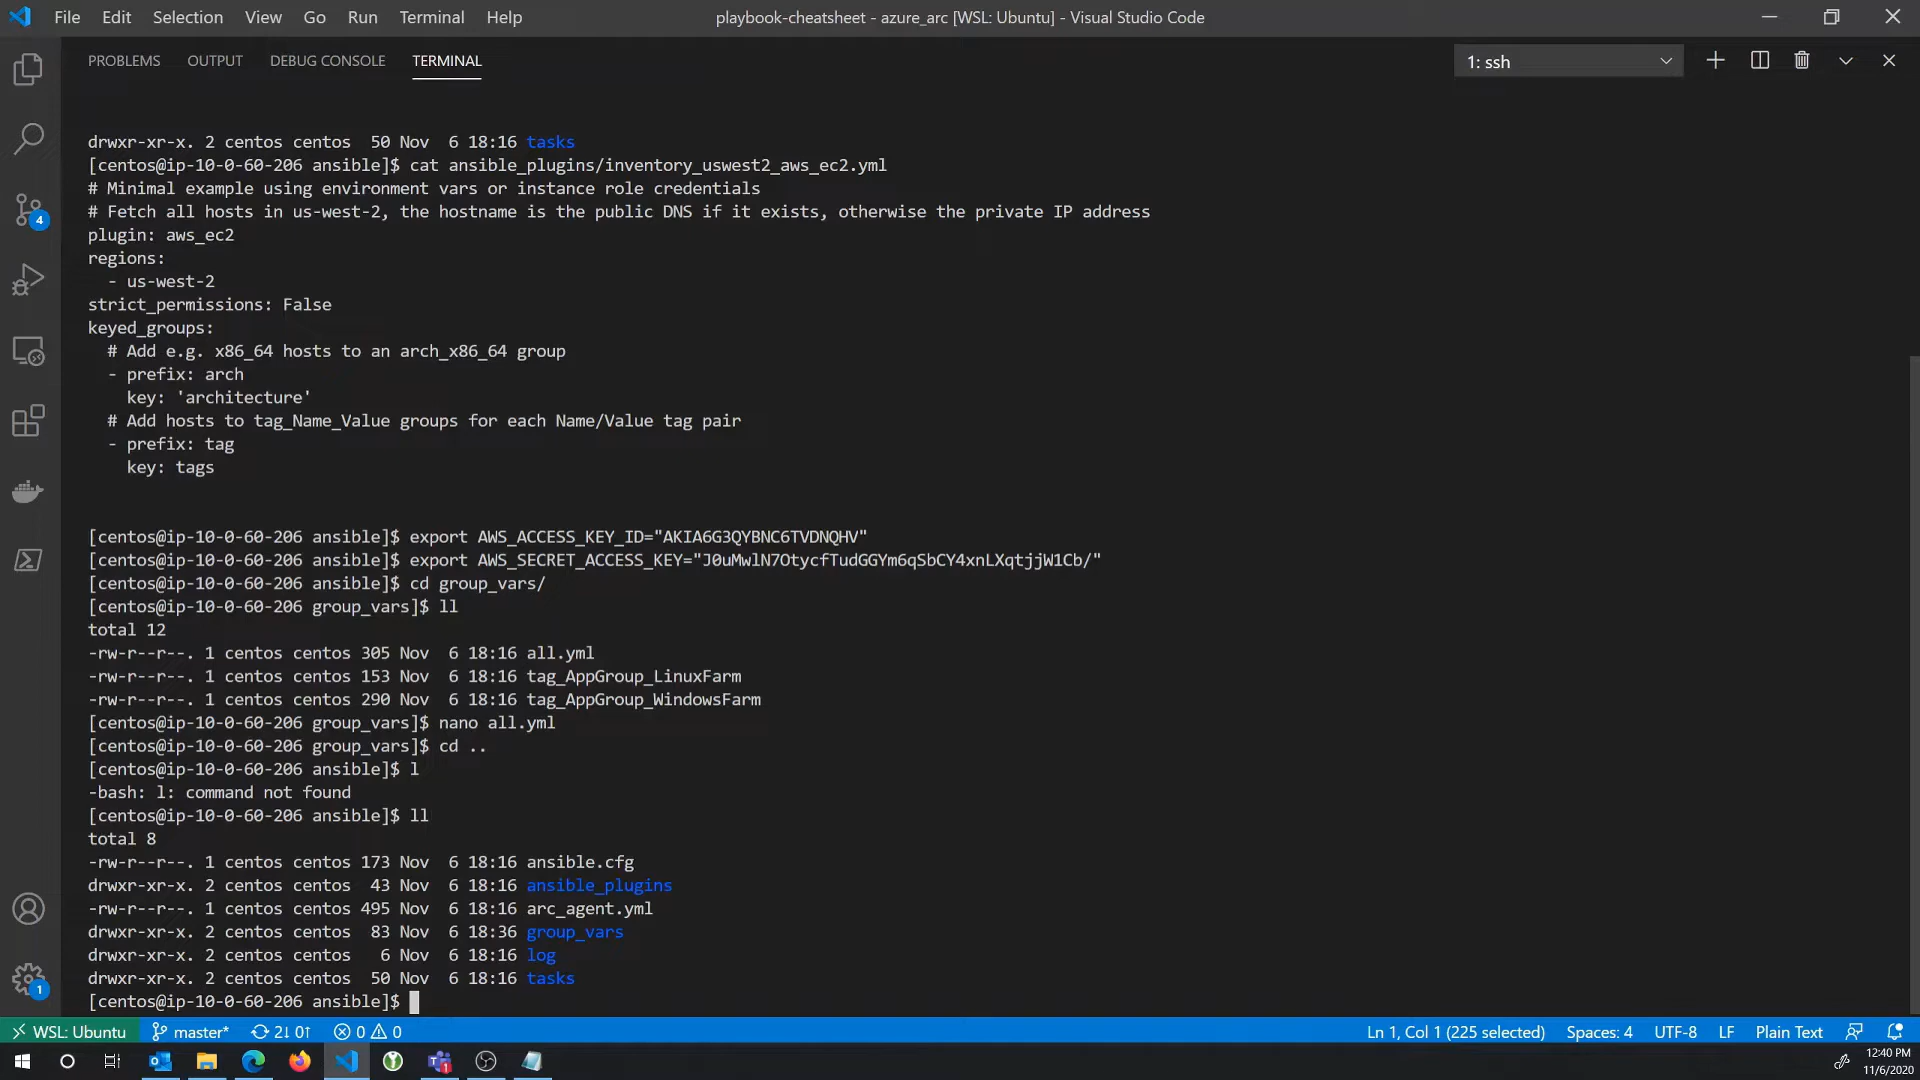 File Edit Selection View Go Run Terminal Help playbook-cheatsheet - azure_arc [WSL: Ubuntu] - Visual Studio Code
PROBLEMS OUTPUT DEBUG CONSOLE TERMINAL 1: ssh
drwxr-xr-x. 2 centos centos  50 Nov  6 18:16 tasks
[centos@ip-10-0-60-206 ansible]$ cat ansible_plugins/inventory_uswest2_aws_ec2.yml
# Minimal example using environment vars or instance role credentials
# Fetch all hosts in us-west-2, the hostname is the public DNS if it exists, otherwise the private IP address
plugin: aws_ec2
regions:
  - us-west-2
strict_permissions: False
keyed_groups:
  # Add e.g. x86_64 hosts to an arch_x86_64 group
  - prefix: arch
    key: 'architecture'
  # Add hosts to tag_Name_Value groups for each Name/Value tag pair
  - prefix: tag
    key: tags
[centos@ip-10-0-60-206 ansible]$ export AWS_ACCESS_KEY_ID="AKIA6G3QYBNC6TVDNQHV"
[centos@ip-10-0-60-206 ansible]$ export AWS_SECRET_ACCESS_KEY="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"
[centos@ip-10-0-60-206 ansible]$ cd group_vars/
[centos@ip-10-0-60-206 group_vars]$ ll
total 12
-rw-r--r--. 1 centos centos 305 Nov  6 18:16 all.yml
-rw-r--r--. 1 centos centos 153 Nov  6 18:16 tag_AppGroup_LinuxFarm
-rw-r--r--. 1 centos centos 290 Nov  6 18:16 tag_AppGroup_WindowsFarm
[centos@ip-10-0-60-206 group_vars]$ nano all.yml
[centos@ip-10-0-60-206 group_vars]$ cd ..
[centos@ip-10-0-60-206 ansible]$ l
-bash: l: command not found
[centos@ip-10-0-60-206 ansible]$ ll
total 8
-rw-r--r--. 1 centos centos 173 Nov  6 18:16 ansible.cfg
drwxr-xr-x. 2 centos centos  43 Nov  6 18:16 ansible_plugins
-rw-r--r--. 1 centos centos 495 Nov  6 18:16 arc_agent.yml
drwxr-xr-x. 2 centos centos  83 Nov  6 18:36 group_vars
drwxr-xr-x. 2 centos centos   6 Nov  6 18:16 log
drwxr-xr-x. 2 centos centos  50 Nov  6 18:16 tasks
[centos@ip-10-0-60-206 ansible]$
4
1
WSL: Ubuntu master* 2↓ 0↑ 0 0 Ln 1, Col 1 (225 selected) Spaces: 4 UTF-8 LF Plain Text
12:40 PM
11/6/2020